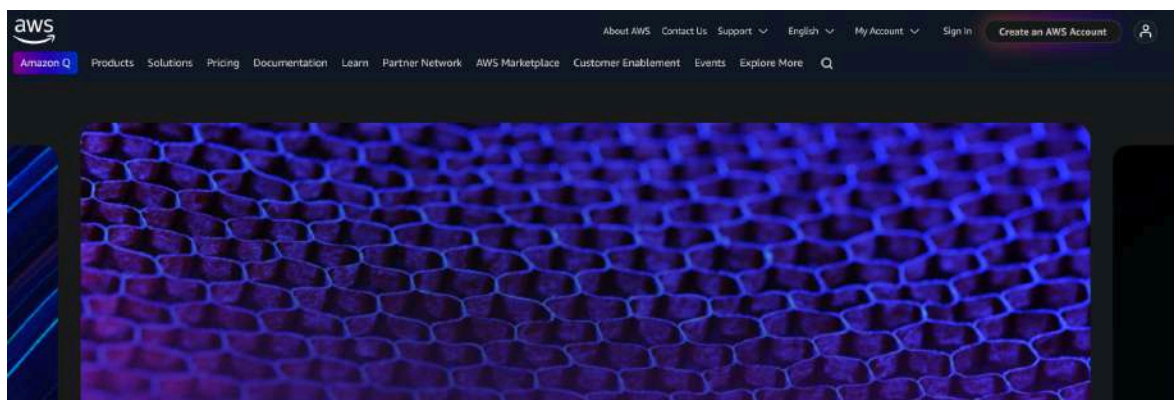 aws
About AWS Contact Us Support English My Account Sign In Create an AWS Account
Amazon Q Products Solutions Pricing Documentation Learn Partner Network AWS Marketplace Customer Enablement Events Explore More